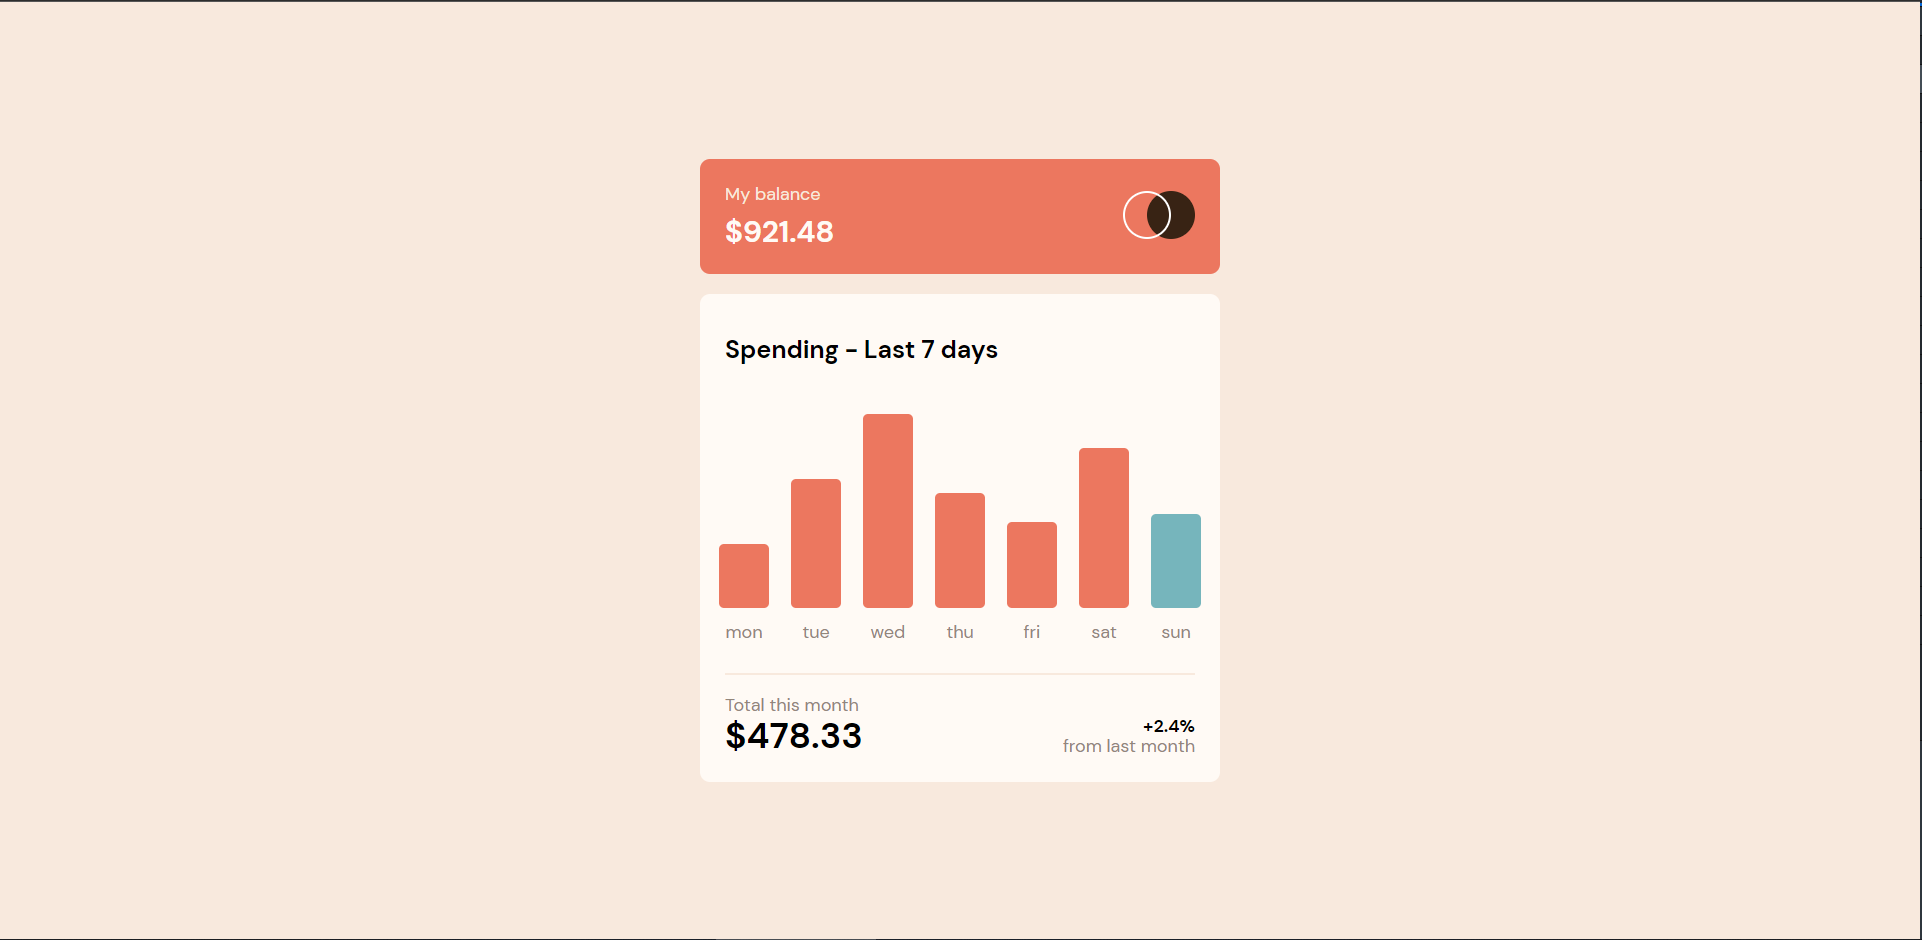 My balance
$921.48
Spending - Last 7 days
mon tue wed thu fri sat sun
Total this month
$478.33
+2.4%
from last month